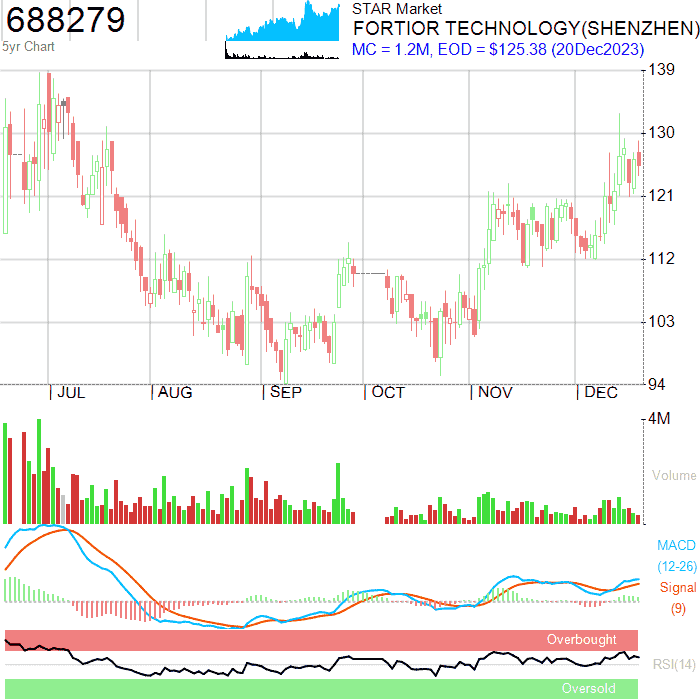 688279
5yr Chart
STAR Market
FORTIOR TECHNOLOGY(SHENZHEN)
MC = 1.2M, EOD = $125.38 (20Dec2023)
139
130
121
112
103
94
JUL AUG SEP OCT NOV DEC
4M
Volume
MACD
(12-26)
Signal
(9)
Overbought
RSI(14)
Oversold